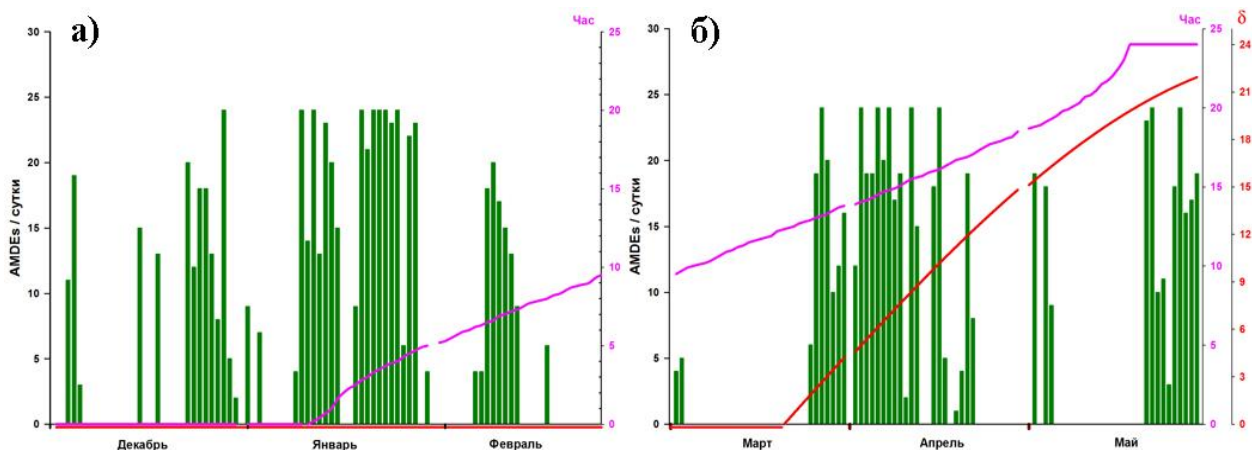 а)
Час
AMDEs / сутки
30
25
20
15
10
5
0
25
20
15
10
5
0
Декабрь
Январь
Февраль
б)
Час
δ
AMDEs / сутки
30
25
20
15
10
5
0
25
20
15
10
5
0
24
21
18
15
12
9
6
3
0
Март
Апрель
Май